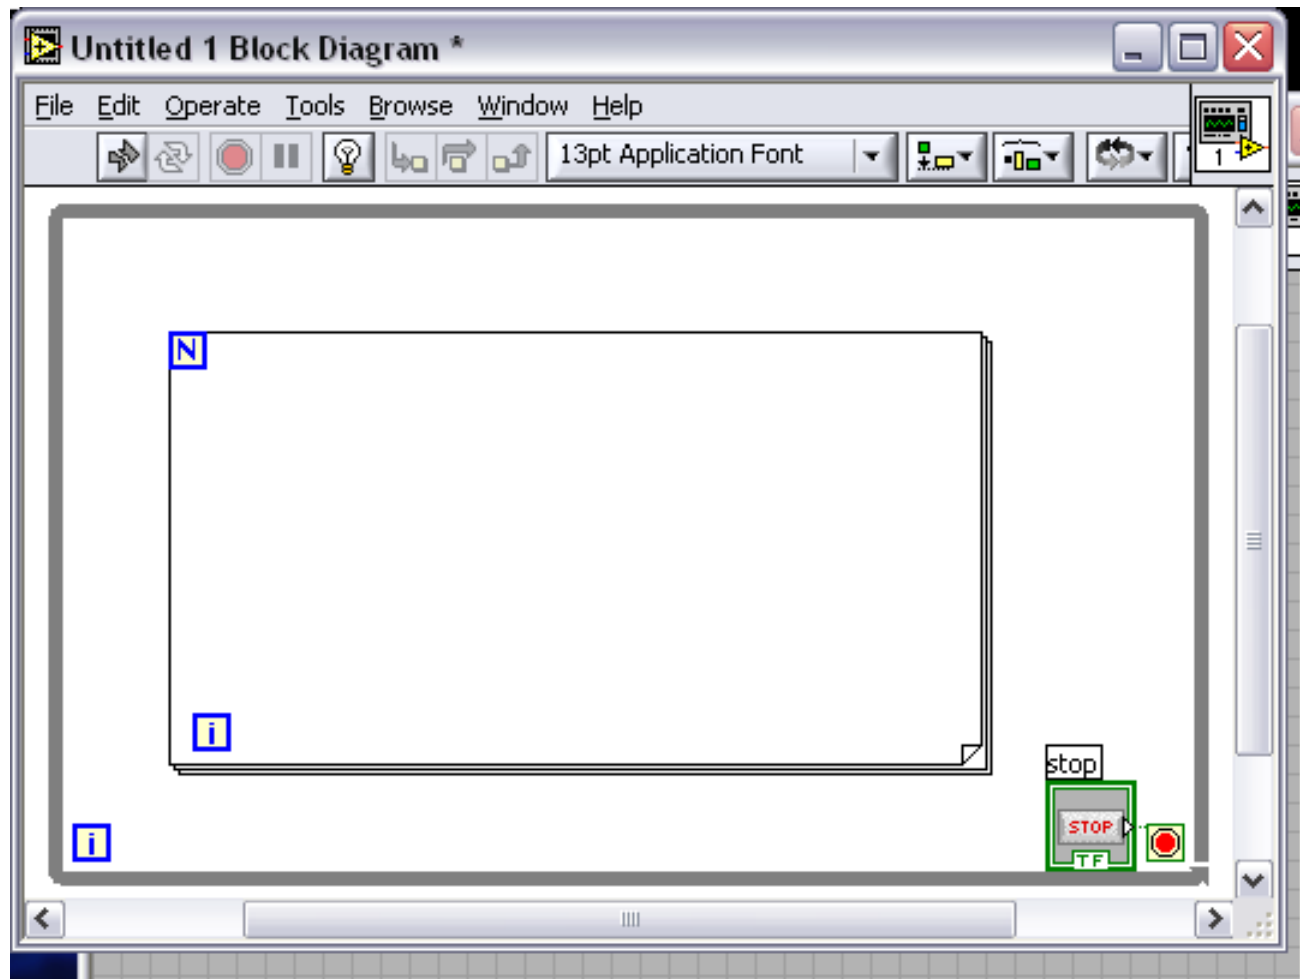 Untitled 1 Block Diagram *
File Edit Operate Tools Browse Window Help
13pt Application Font
1
N
i
stop
STOP
TF
i